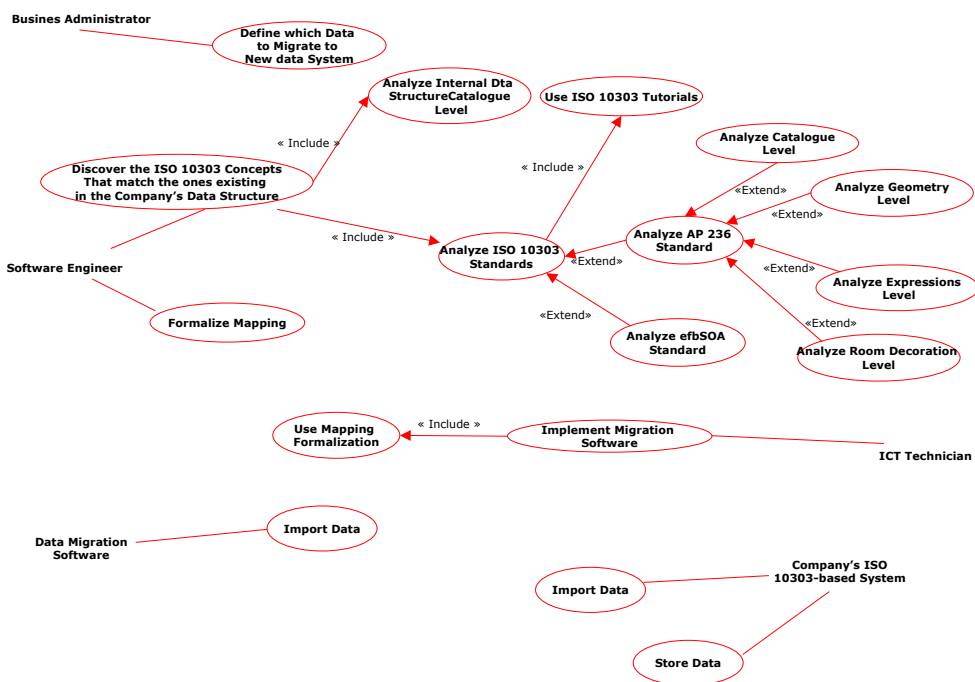 Busines Administrator
Define which Data
to Migrate to
New data System
Analyze Internal Dta
StructureCatalogue
Level
Use ISO 10303 Tutorials
Analyze Catalogue
Level
« Include »
« Include »
Discover the ISO 10303 Concepts
That match the ones existing
in the Company's Data Structure
«Extend»
Analyze Geometry
Level
«Extend»
« Include »
Analyze ISO 10303
Standards
«Extend»
Analyze AP 236
Standard
Software Engineer
«Extend»
Analyze Expressions
Level
Formalize Mapping
«Extend»
Analyze efbSOA
Standard
«Extend»
Analyze Room Decoration
Level
Use Mapping
Formalization
« Include »
Implement Migration
Software
ICT Technician
Data Migration
Software
Import Data
Company's ISO
10303-based System
Import Data
Store Data